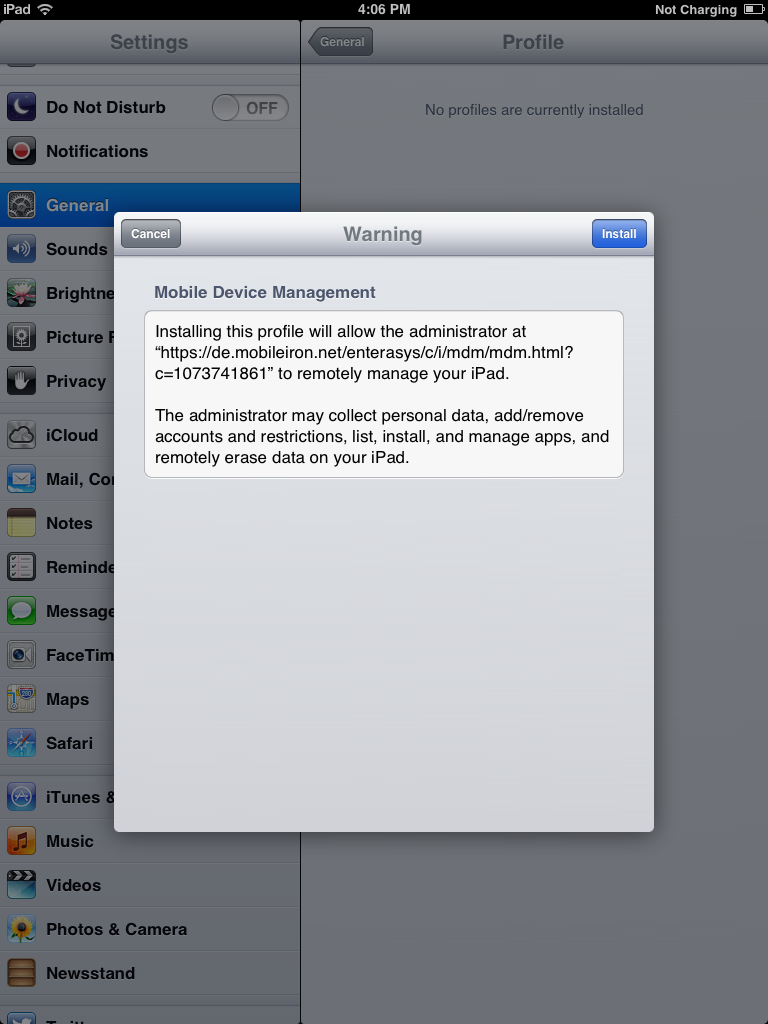 iPad
4:06 PM
Not Charging
Settings
General
Profile
Do Not Disturb
OFF
No profiles are currently installed
Notifications
General
Cancel
Warning
Install
Sounds
Brightne
Mobile Device Management
Picture F
Installing this profile will allow the administrator at
“https://de.mobileiron.net/enterasys/c/i/mdm/mdm.html?
c=1073741861” to remotely manage your iPad.
Privacy
The administrator may collect personal data, add/remove
accounts and restrictions, list, install, and manage apps, and
remotely erase data on your iPad.
iCloud
Mail, Co
Notes
Reminde
Message
FaceTim
Maps
Safari
iTunes &
Music
Videos
Photos & Camera
Newsstand